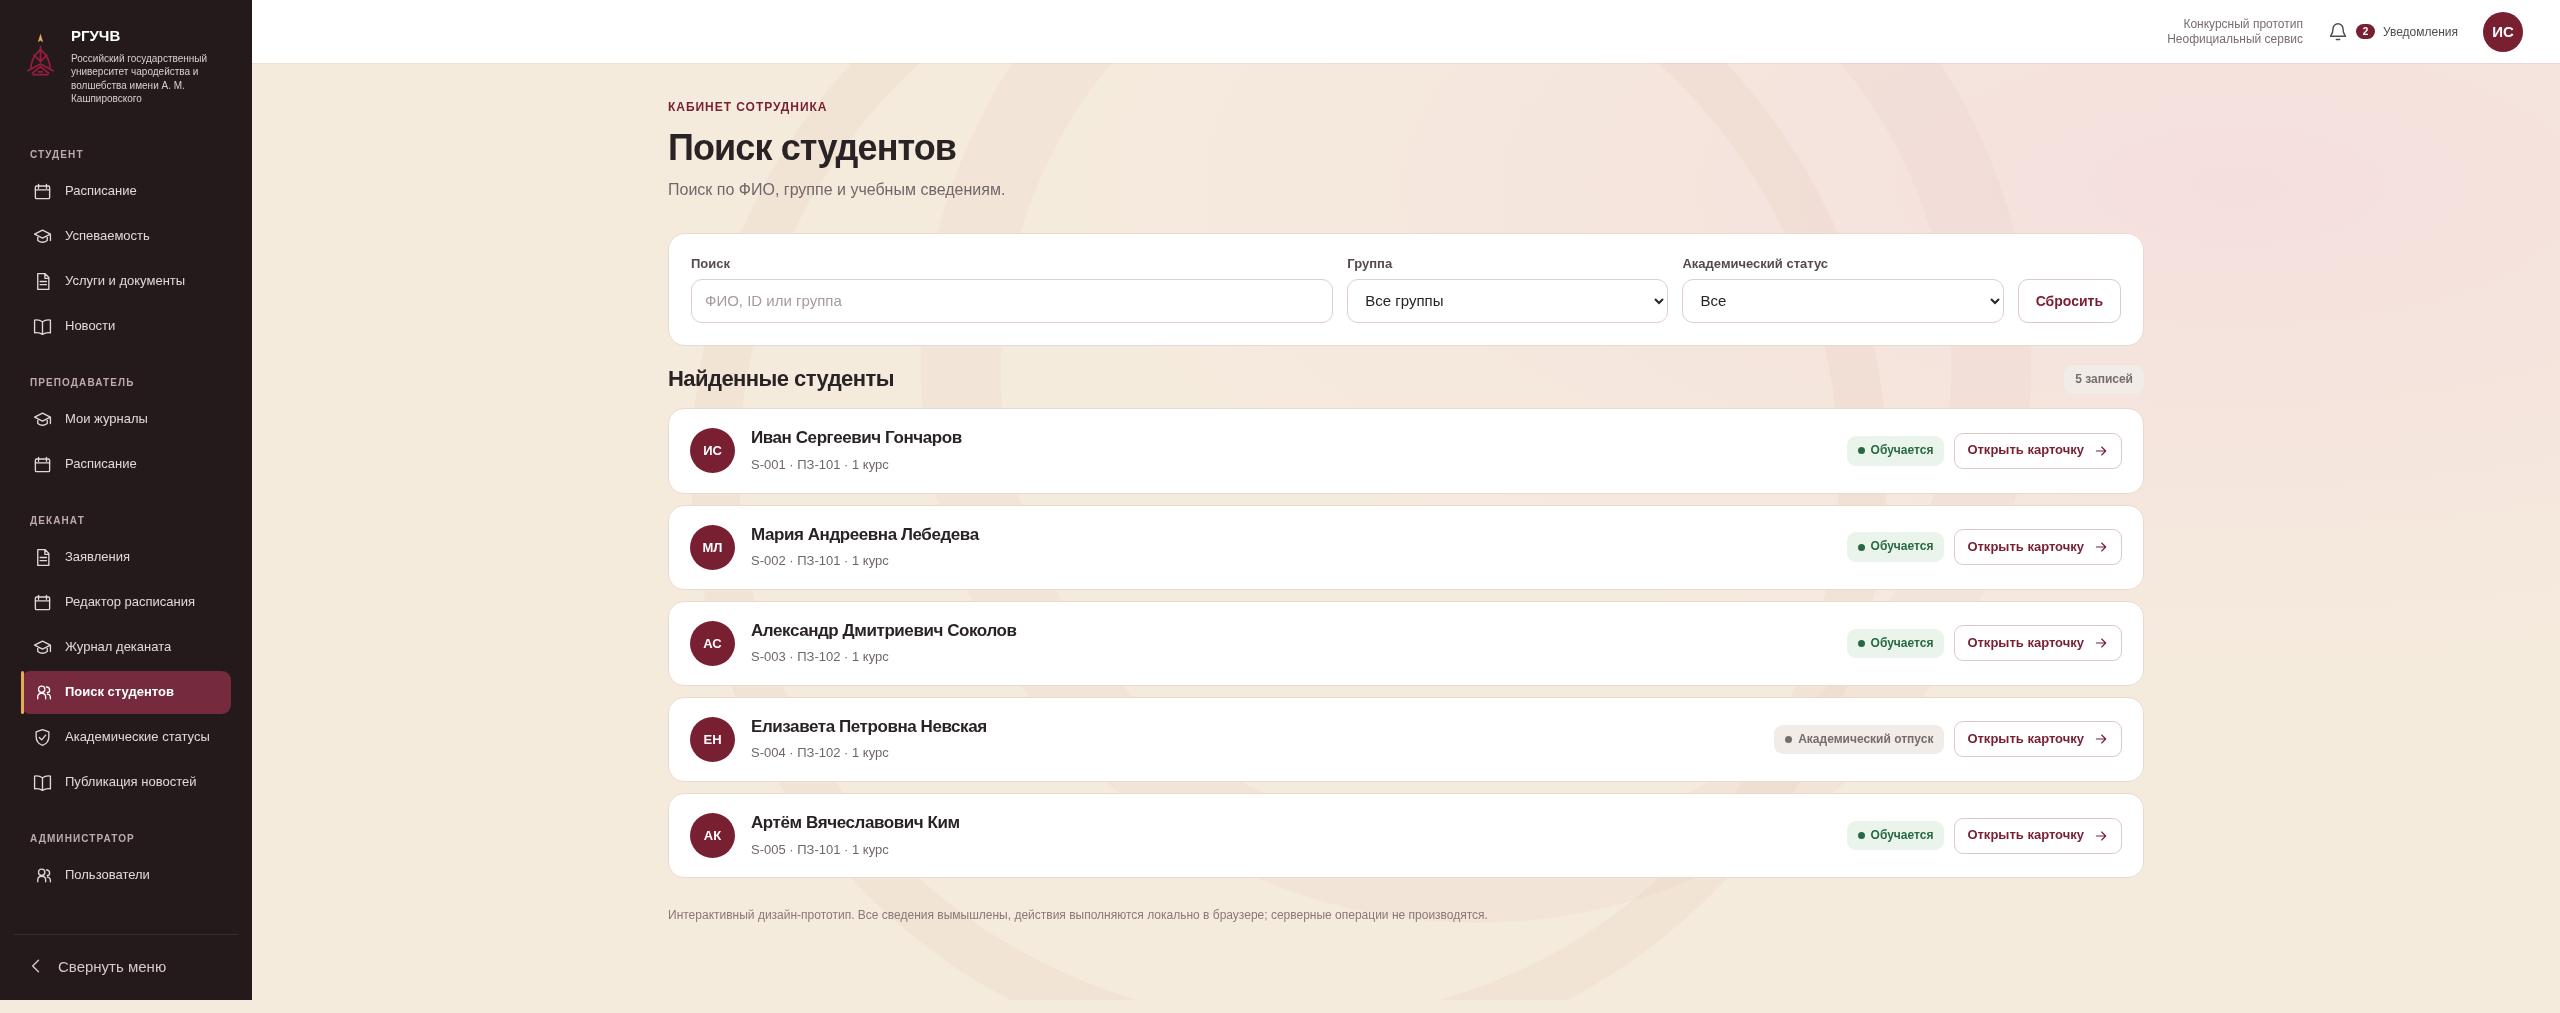 РГУЧВ
Российский государственный
университет чародейства и
волшебства имени А. М.
Кашпировского
СТУДЕНТ
Расписание
Успеваемость
Услуги и документы
Новости
ПРЕПОДАВАТЕЛЬ
Мои журналы
Расписание
ДЕКАНАТ
Заявления
Редактор расписания
Журнал деканата
Поиск студентов
Академические статусы
Публикация новостей
АДМИНИСТРАТОР
Пользователи
Свернуть меню
Конкурсный прототип
Неофициальный сервис
2 Уведомления
ИС
КАБИНЕТ СОТРУДНИКА
Поиск студентов
Поиск по ФИО, группе и учебным сведениям.
Поиск Группа Академический статус
ФИО, ID или группа Все группы Все Сбросить
Найденные студенты 5 записей
ИС Иван Сергеевич Гончаров Обучается Открыть карточку
S-001 · ПЗ-101 · 1 курс
МЛ Мария Андреевна Лебедева Обучается Открыть карточку
S-002 · ПЗ-101 · 1 курс
АС Александр Дмитриевич Соколов Обучается Открыть карточку
S-003 · ПЗ-102 · 1 курс
ЕН Елизавета Петровна Невская Академический отпуск Открыть карточку
S-004 · ПЗ-102 · 1 курс
АК Артём Вячеславович Ким Обучается Открыть карточку
S-005 · ПЗ-101 · 1 курс
Интерактивный дизайн-прототип. Все сведения вымышлены, действия выполняются локально в браузере; серверные операции не производятся.